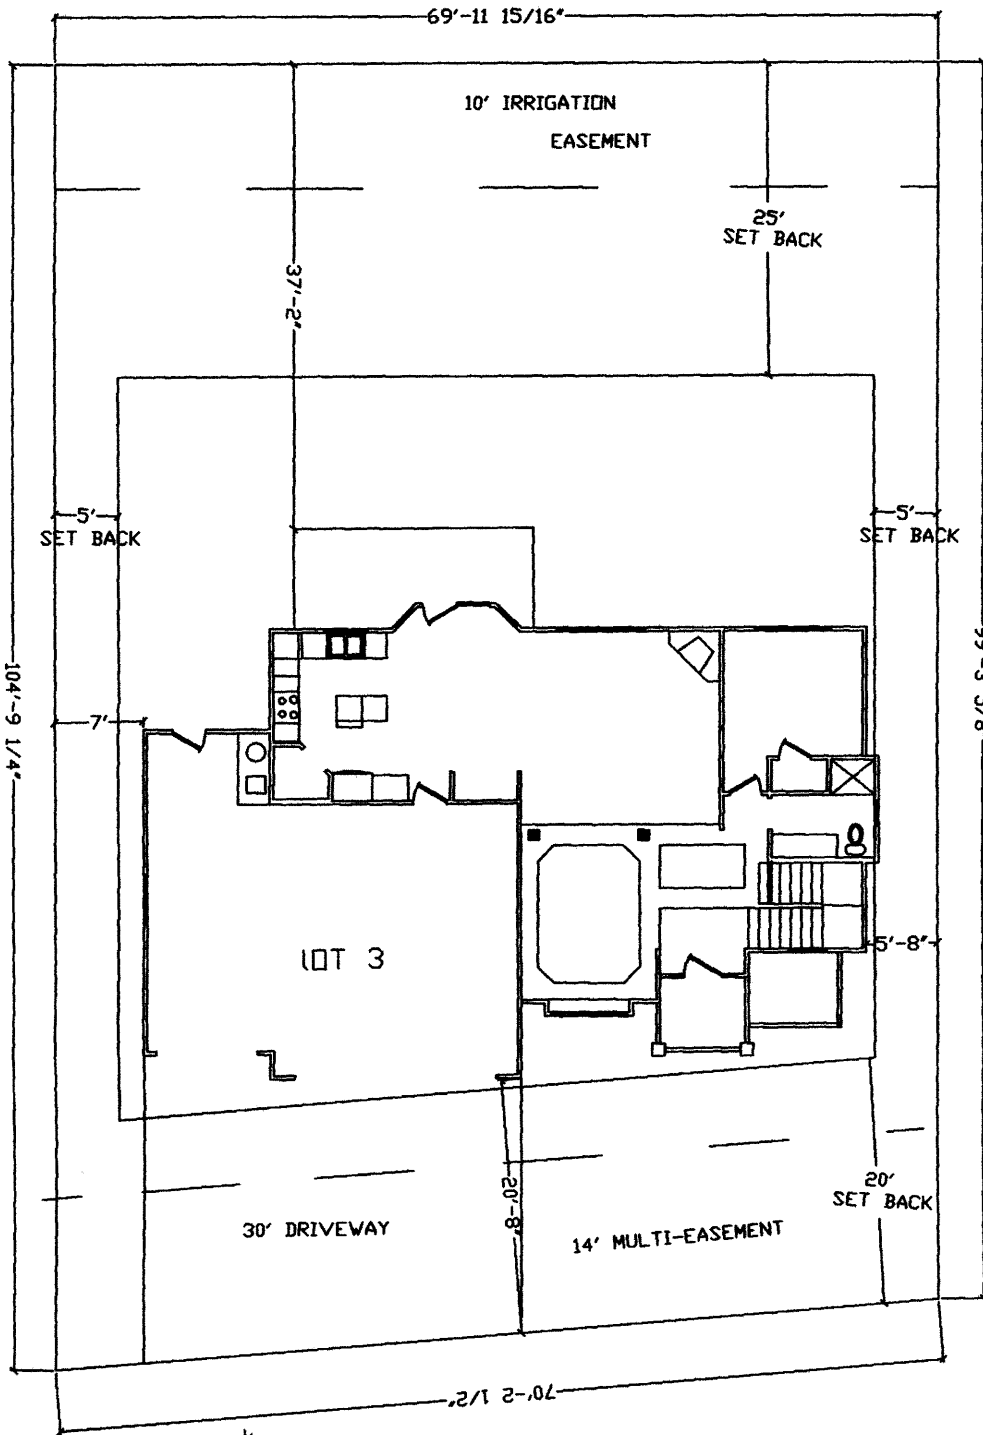 69'-11 15/16"
10' IRRIGATION
EASEMENT
25'
SET BACK
37'-2"
5'
SET BACK
5'
SET BACK
104'-9 1/4"
7'
LOT 3
5'-8"
20'-8"
20'
SET BACK
30' DRIVEWAY
14' MULTI-EASEMENT
70'-2 1/2"